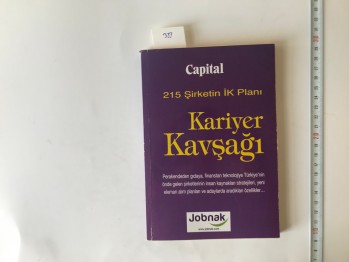 Capital
215 Şirketin İK Planı
Kariyer
Kavşağı
Perakendeden gıdaya, finanstan teknolojiye Türkiye'nin
önde gelen şirketlerinin insan kaynakları stratejileri, yeni
eleman alım planları ve adaylarda aradıkları özellikler...
Jobnak